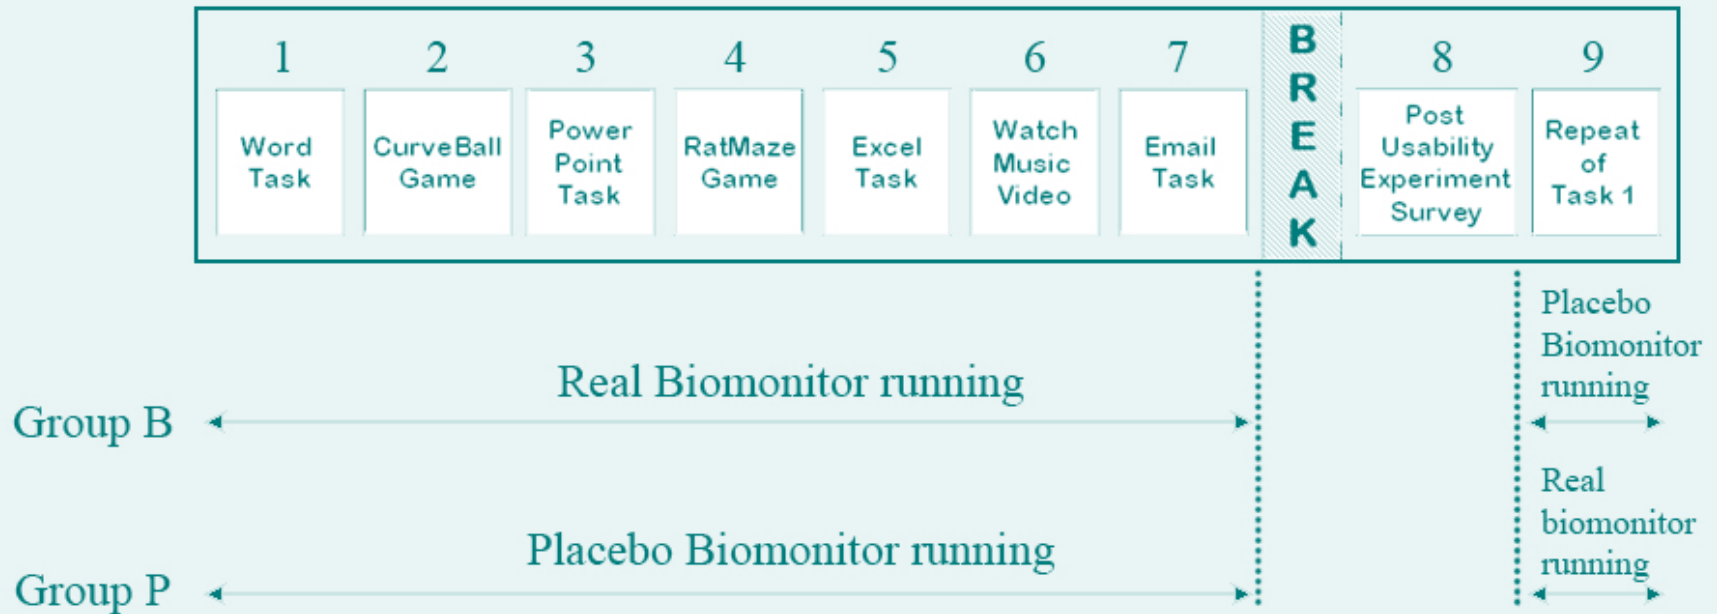 1 2 3 4 5 6 7 8 9
Word
Task
CurveBall
Game
Power
Point
Task
RatMaze
Game
Excel
Task
Watch
Music
Video
Email
Task
B
R
E
A
K
Post
Usability
Experiment
Survey
Repeat
of
Task 1
Group B
Real Biomonitor running
Placebo
Biomonitor
running
Group P
Placebo Biomonitor running
Real
biomonitor
running